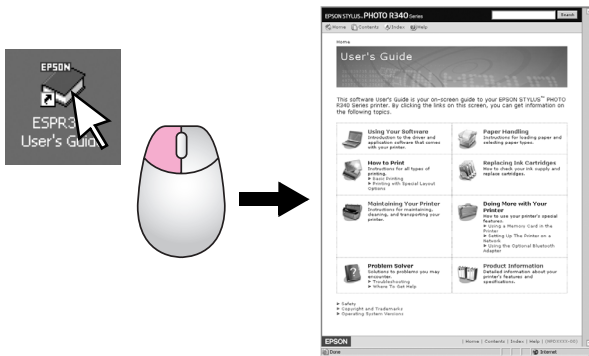 EPSON
ESPR3
User's Guide
EPSON STYLUS™ PHOTO R340 Series
Search
Home Contents Index Help
Home
User's Guide
This software User's Guide is your on-screen guide to your EPSON STYLUS™ PHOTO
R340 Series printer. By clicking the links on this screen, you can get information on
the following topics.
Using Your Software
Introduction to the driver and
application software that comes
with your printer.
Paper Handling
Instructions for loading paper and
selecting paper types.
How to Print
Instructions for all types of
printing.
Basic Printing
Printing with Special Layout
Options
Replacing Ink Cartridges
How to check your ink supply and
replace cartridges.
Maintaining Your Printer
Instructions for maintaining,
cleaning, and transporting your
printer.
Doing More with Your
Printer
How to use your printer's special
features.
Using a Memory Card in the
Printer
Setting Up The Printer on a
Network
Using the Optional Bluetooth
Adapter
Problem Solver
Solutions to problems you may
encounter.
Troubleshooting
Where To Get Help
Product Information
Detailed information about your
printer's features and
specifications.
Safety
Copyright and Trademarks
Operating System Versions
EPSON
| Home | Contents | Index | Help |
Done
Internet